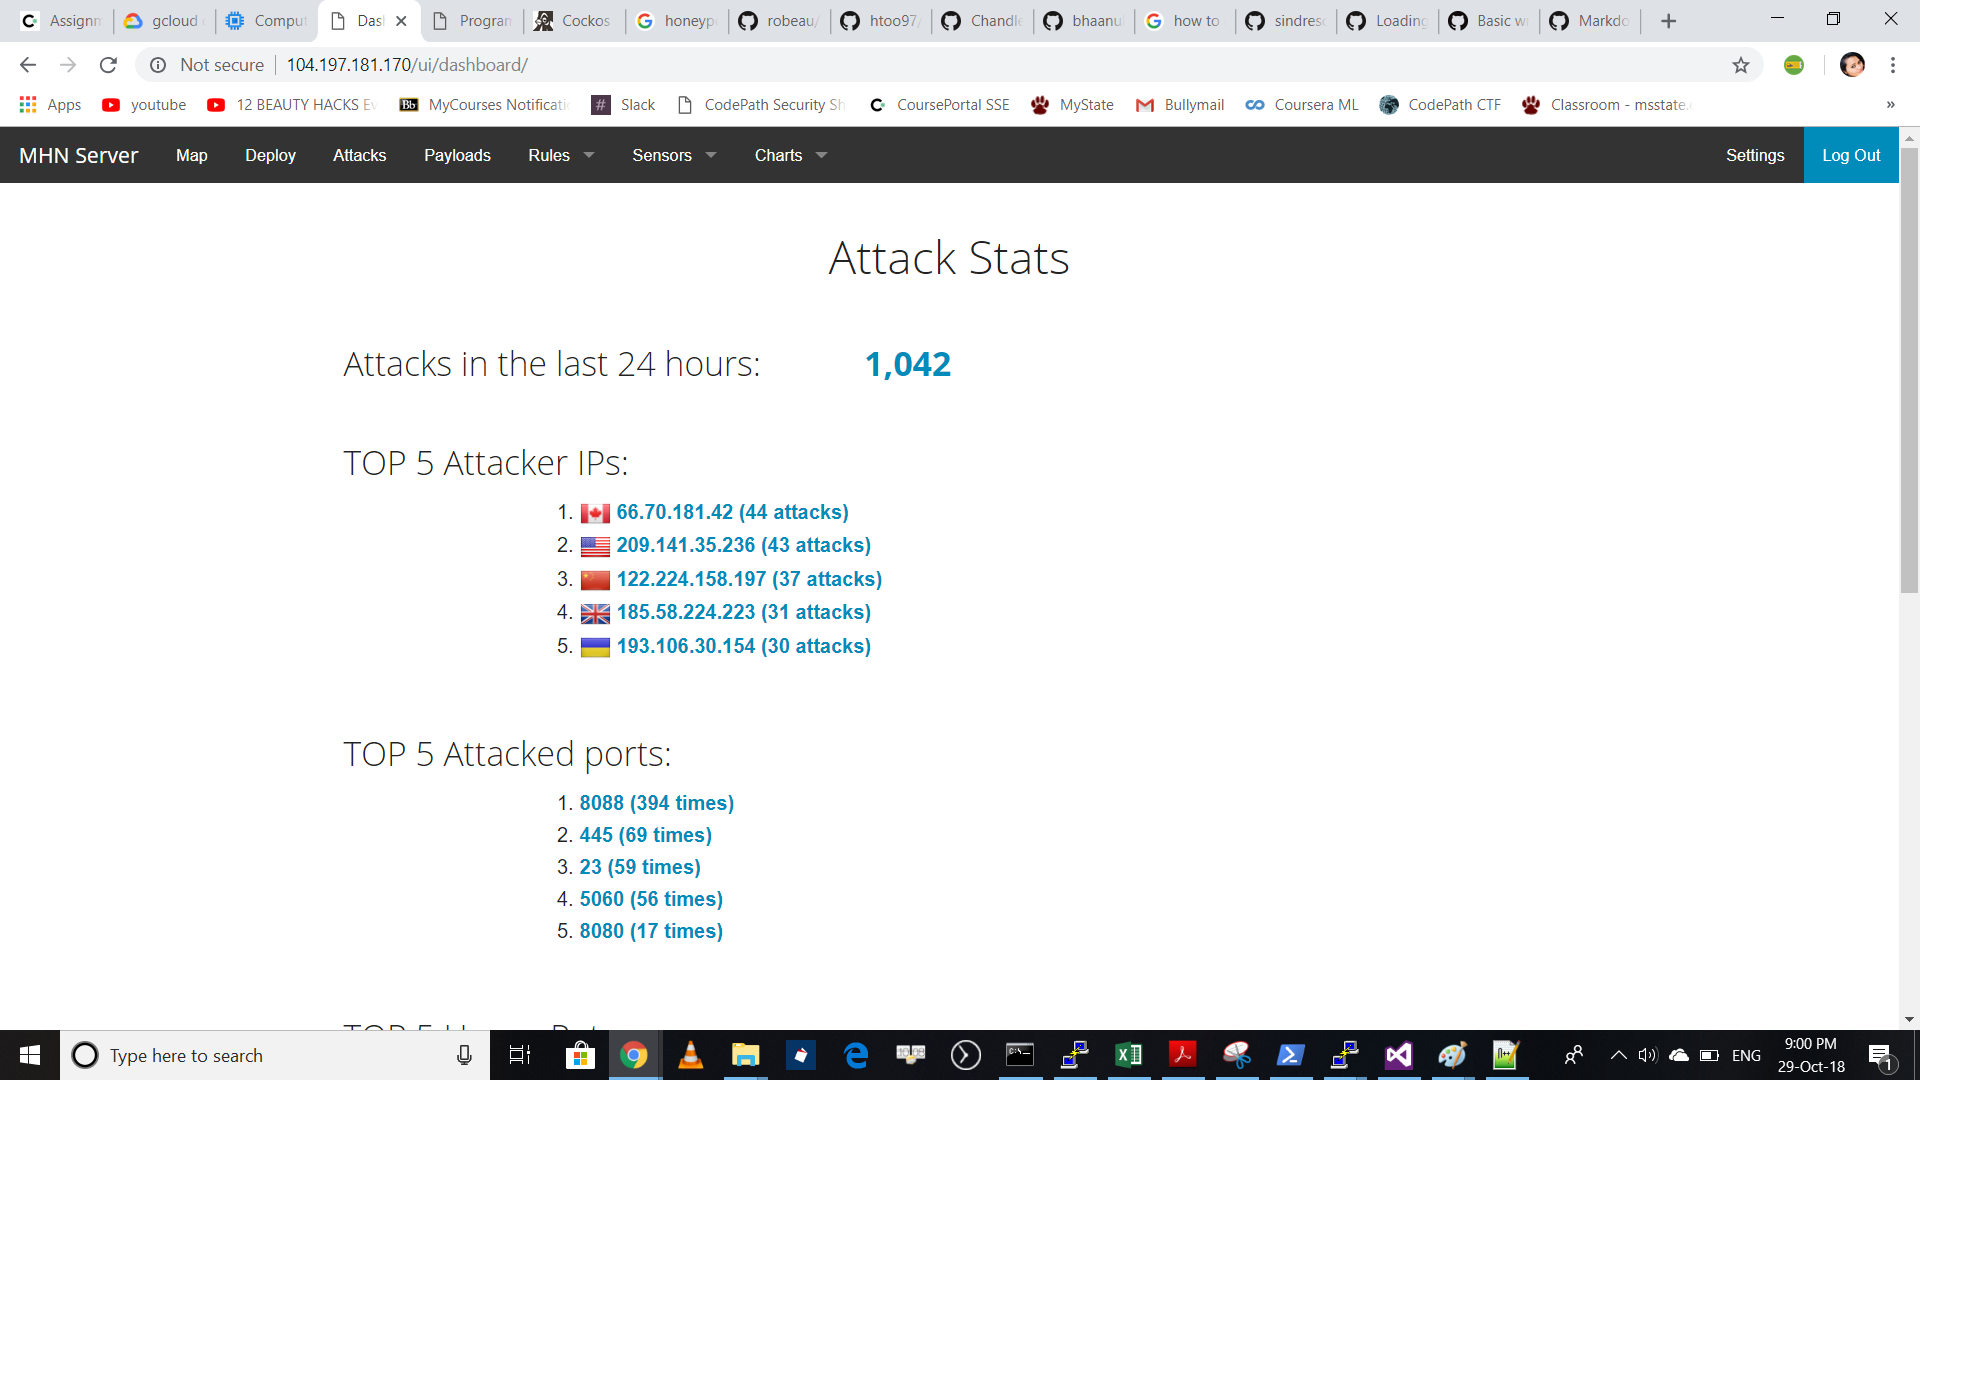 Assignm gcloud Comput Dasl Program Cockos honeyp robeau/ htoo97/ Chandle bhaanu how to sindreso Loading Basic w Markdo
Not secure 104.197.181.170/ui/dashboard/
Apps youtube 12 BEAUTY HACKS Ev Bb MyCourses Notificati # Slack CodePath Security Sh CoursePortal SSE MyState Bullymail Coursera ML CodePath CTF Classroom - msstate. »
MHN Server Map Deploy Attacks Payloads Rules Sensors Charts Settings Log Out
Attack Stats
Attacks in the last 24 hours: 1,042
TOP 5 Attacker IPs:
1. 66.70.181.42 (44 attacks)
2. 209.141.35.236 (43 attacks)
3. 122.224.158.197 (37 attacks)
4. 185.58.224.223 (31 attacks)
5. 193.106.30.154 (30 attacks)
TOP 5 Attacked ports:
1. 8088 (394 times)
2. 445 (69 times)
3. 23 (59 times)
4. 5060 (56 times)
5. 8080 (17 times)
Type here to search
ENG
9:00 PM
29-Oct-18
1